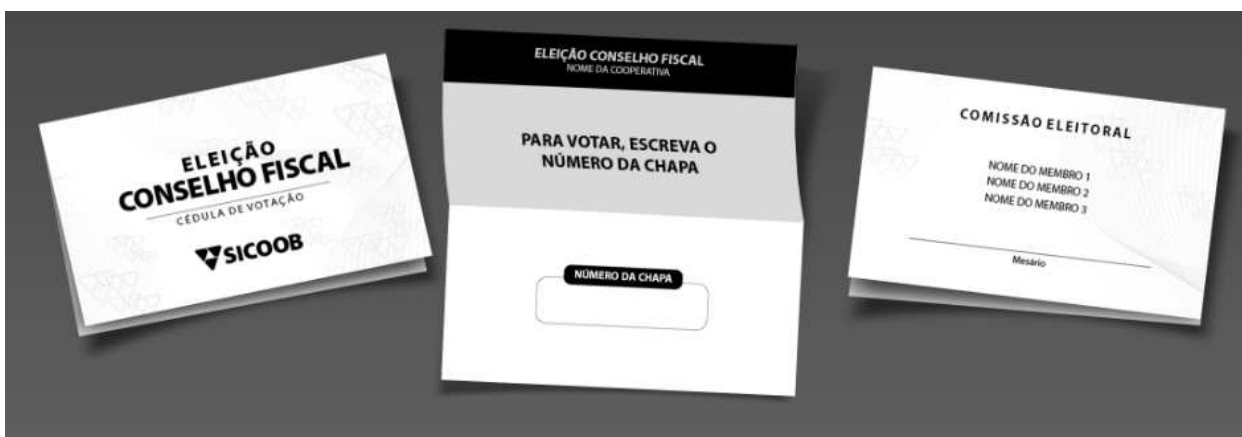 ELEIÇÃO
CONSELHO FISCAL
CÉDULA DE VOTAÇÃO
SICOOB
ELEIÇÃO CONSELHO FISCAL
NOME DA COOPERATIVA
PARA VOTAR, ESCREVA O
NÚMERO DA CHAPA
NÚMERO DA CHAPA
COMISSÃO ELEITORAL
NOME DO MEMBRO 1
NOME DO MEMBRO 2
NOME DO MEMBRO 3
Mesário